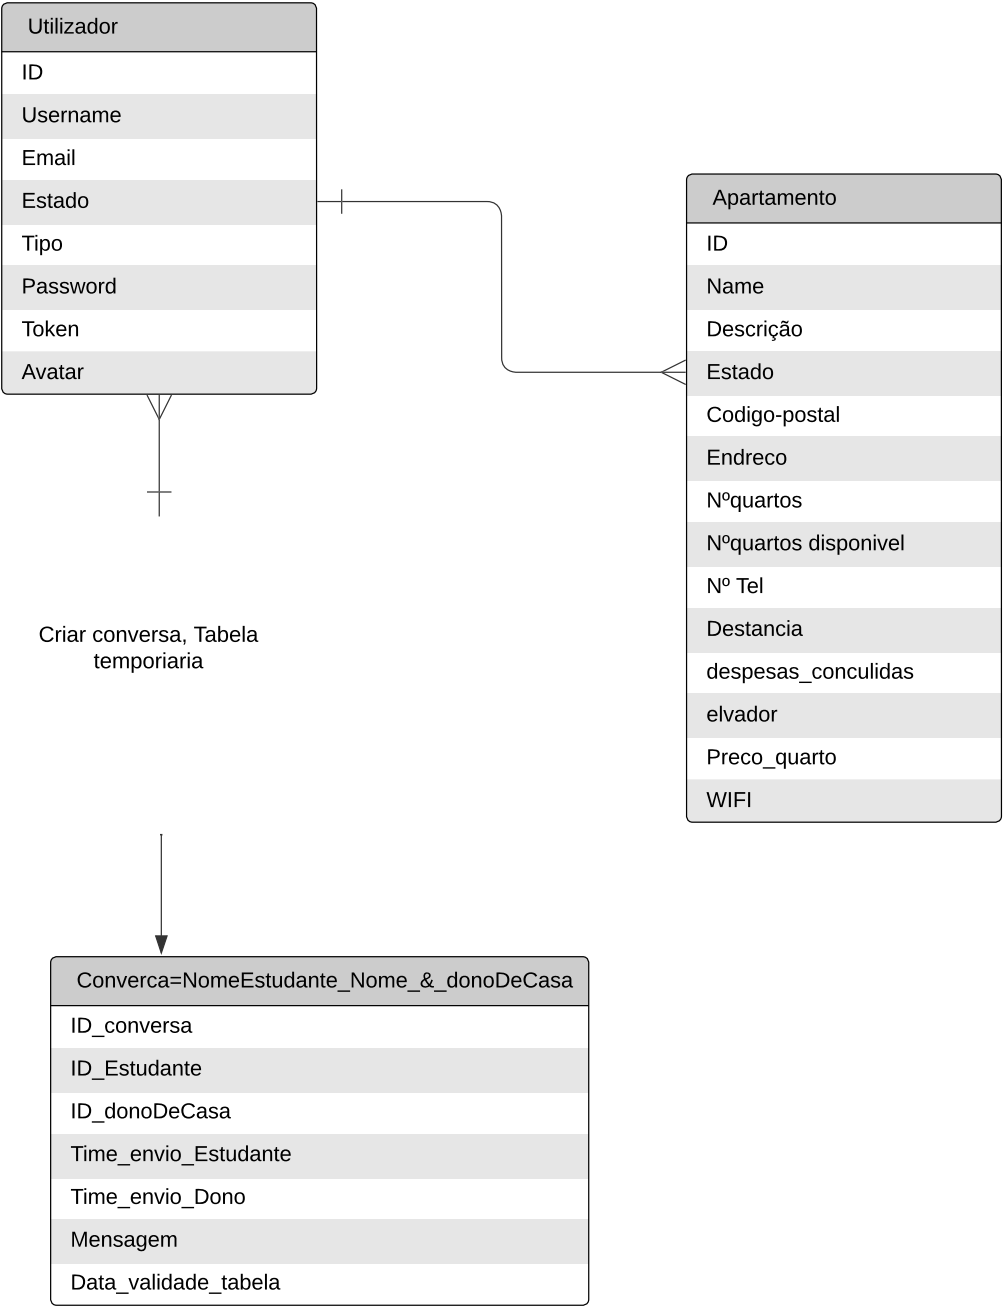 Utilizador
ID
Username
Email
Estado
Tipo
Password
Token
Avatar
Apartamento
ID
Name
Descrição
Estado
Codigo-postal
Endreco
Nºquartos
Nºquartos disponivel
Nº Tel
Destancia
despesas_conculidas
elvador
Preco_quarto
WIFI
Criar conversa, Tabela
temporiaria
Converca=NomeEstudante_Nome_&_donoDeCasa
ID_conversa
ID_Estudante
ID_donoDeCasa
Time_envio_Estudante
Time_envio_Dono
Mensagem
Data_validade_tabela